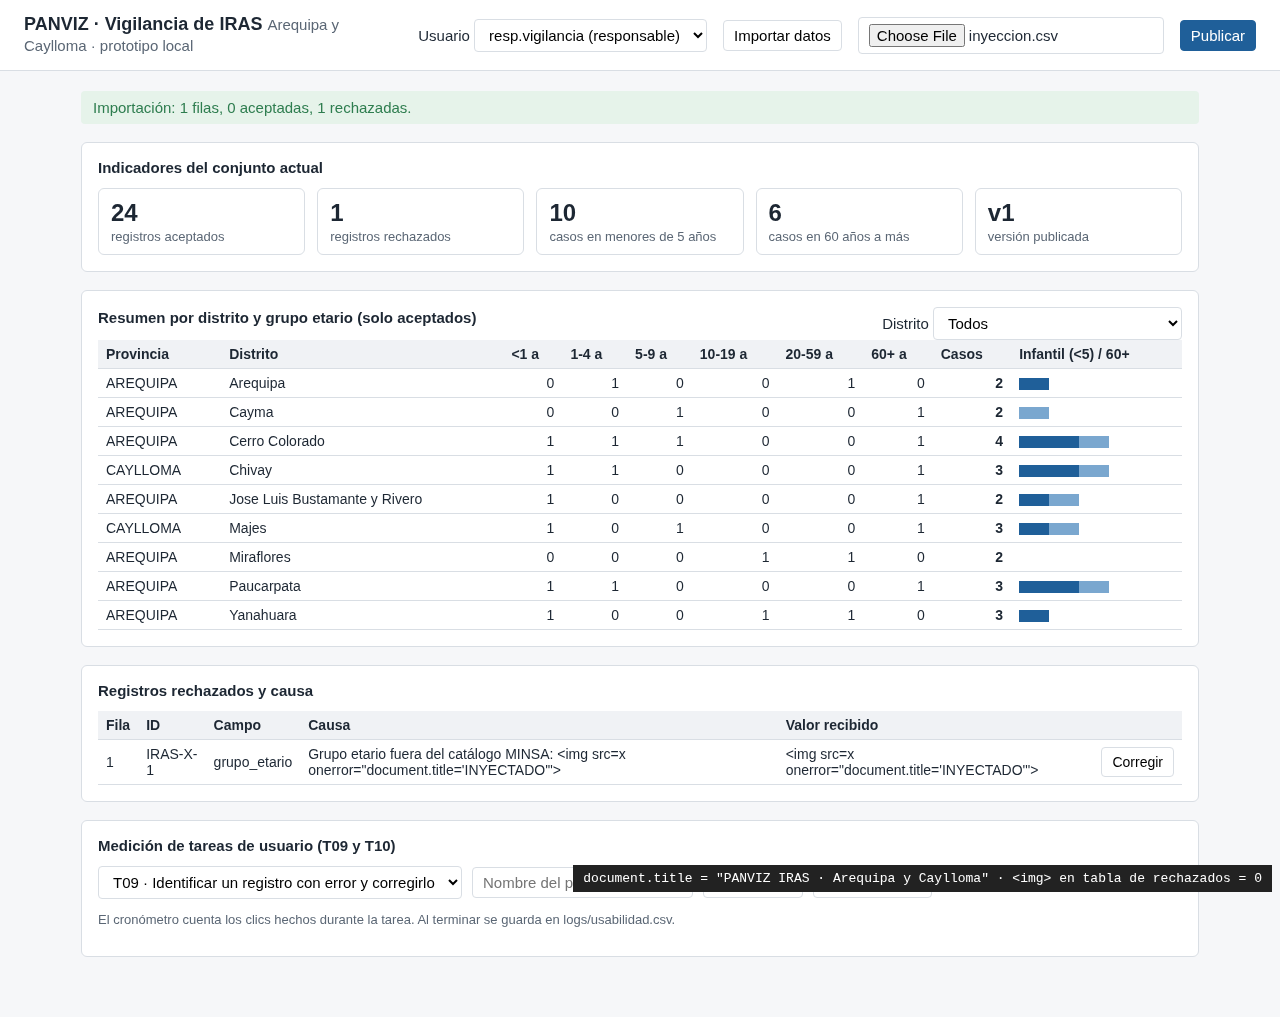 PANVIZ · Vigilancia de IRAS Arequipa y
Caylloma · prototipo local
Usuario resp.vigilancia (responsable) Importar datos Choose File inyeccion.csv Publicar
Importación: 1 filas, 0 aceptadas, 1 rechazadas.
Indicadores del conjunto actual
24 1 10 6 v1
registros aceptados registros rechazados casos en menores de 5 años casos en 60 años a más versión publicada
Resumen por distrito y grupo etario (solo aceptados) Distrito Todos
Provincia Distrito <1 a 1-4 a 5-9 a 10-19 a 20-59 a 60+ a Casos Infantil (<5) / 60+
AREQUIPA Arequipa 0 1 0 0 1 0 2
AREQUIPA Cayma 0 0 1 0 0 1 2
AREQUIPA Cerro Colorado 1 1 1 0 0 1 4
CAYLLOMA Chivay 1 1 0 0 0 1 3
AREQUIPA Jose Luis Bustamante y Rivero 1 0 0 0 0 1 2
CAYLLOMA Majes 1 0 1 0 0 1 3
AREQUIPA Miraflores 0 0 0 1 1 0 2
AREQUIPA Paucarpata 1 1 0 0 0 1 3
AREQUIPA Yanahuara 1 0 0 1 1 0 3
Registros rechazados y causa
Fila ID Campo Causa Valor recibido
1 IRAS-X-1 grupo_etario Grupo etario fuera del catálogo MINSA: <img src=x onerror="document.title='INYECTADO'"> <img src=x onerror="document.title='INYECTADO'"> Corregir
Medición de tareas de usuario (T09 y T10)
T09 · Identificar un registro con error y corregirlo Nombre del p
document.title = "PANVIZ IRAS · Arequipa y Caylloma" · <img> en tabla de rechazados = 0
El cronómetro cuenta los clics hechos durante la tarea. Al terminar se guarda en logs/usabilidad.csv.